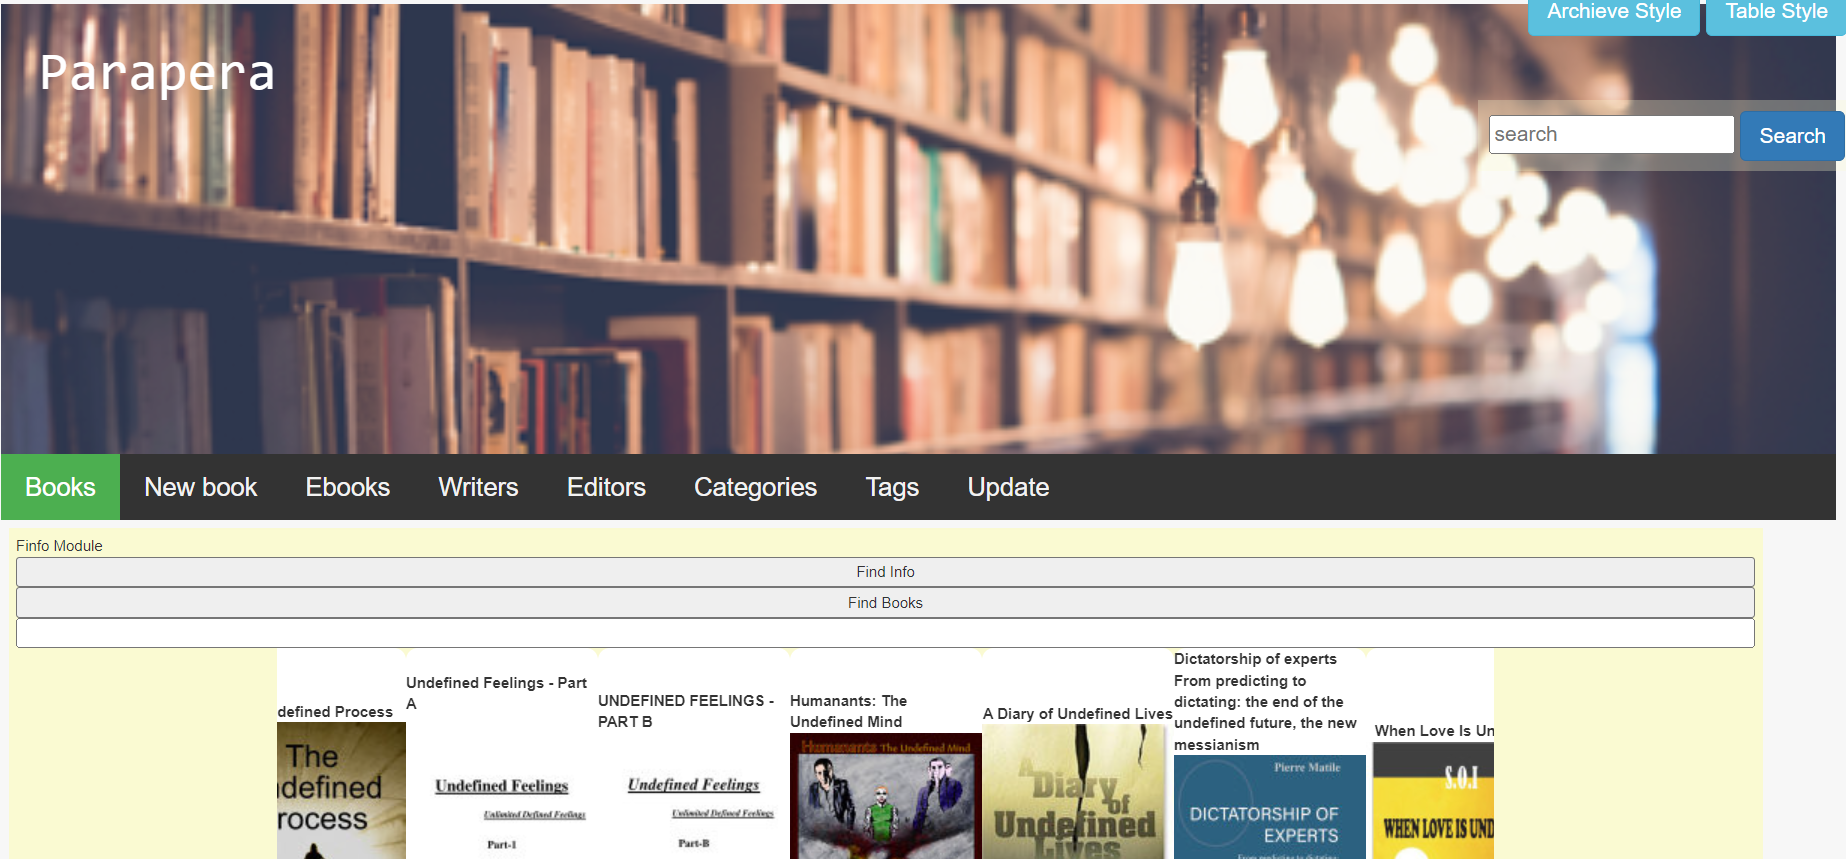 Archieve Style Table Style
Parapera
search Search
Books New book Ebooks Writers Editors Categories Tags Update
Finfo Module
Find Info
Find Books
defined Process
Undefined Feelings - Part
A
UNDEFINED FEELINGS -
PART B
Humanants: The
Undefined Mind
A Diary of Undefined Lives
Dictatorship of experts
From predicting to
dictating: the end of the
undefined future, the new
messianism
When Love Is Un
The
ndefined
rocess
Undefined Feelings
Unlimited Defined Feelings
Part-1
Undefined Feelings
Unlimited Defined Feelings
Part-B
Humanants The Undefined Mind
A
Diary
of
Undefined
Lives
Pierre Matile
DICTATORSHIP OF
EXPERTS
S.O.I
WHEN LOVE IS UND